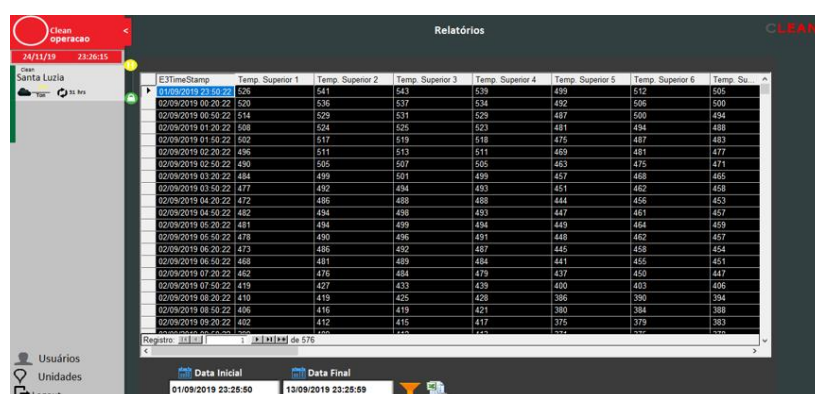 Clean
operacao
<
Relatórios
CLEAN
24/11/19 23:26:15
Clean
Santa Luzia
Ton 31 hrs
E3TimeStamp Temp. Superior 1 Temp. Superior 2 Temp. Superior 3 Temp. Superior 4 Temp. Superior 5 Temp. Superior 6 Temp. Su...
01/09/2019 23:50:22 526 541 543 539 499 512 505
02/09/2019 00:20:22 520 536 537 534 492 506 500
02/09/2019 00:50:22 514 529 531 529 487 500 494
02/09/2019 01:20:22 508 524 525 523 481 494 488
02/09/2019 01:50:22 502 517 519 518 475 487 483
02/09/2019 02:20:22 496 511 513 511 469 481 477
02/09/2019 02:50:22 490 505 507 505 463 475 471
02/09/2019 03:20:22 484 499 501 499 457 468 465
02/09/2019 03:50:22 477 492 494 493 451 462 458
02/09/2019 04:20:22 472 486 488 488 444 456 453
02/09/2019 04:50:22 482 494 498 493 447 461 457
02/09/2019 05:20:22 481 494 499 494 449 464 459
02/09/2019 05:50:22 478 490 496 491 448 462 457
02/09/2019 06:20:22 473 486 492 487 445 458 454
02/09/2019 06:50:22 468 481 489 484 441 455 451
02/09/2019 07:20:22 462 476 484 479 437 450 447
02/09/2019 07:50:22 419 427 433 439 400 403 406
02/09/2019 08:20:22 410 419 425 428 386 390 394
02/09/2019 08:50:22 406 416 419 421 380 384 388
02/09/2019 09:20:22 402 412 415 417 375 379 383
Registro: 1 de 576
Usuários
Unidades
Data Inicial Data Final
01/09/2019 23:25:50 13/09/2019 23:25:59